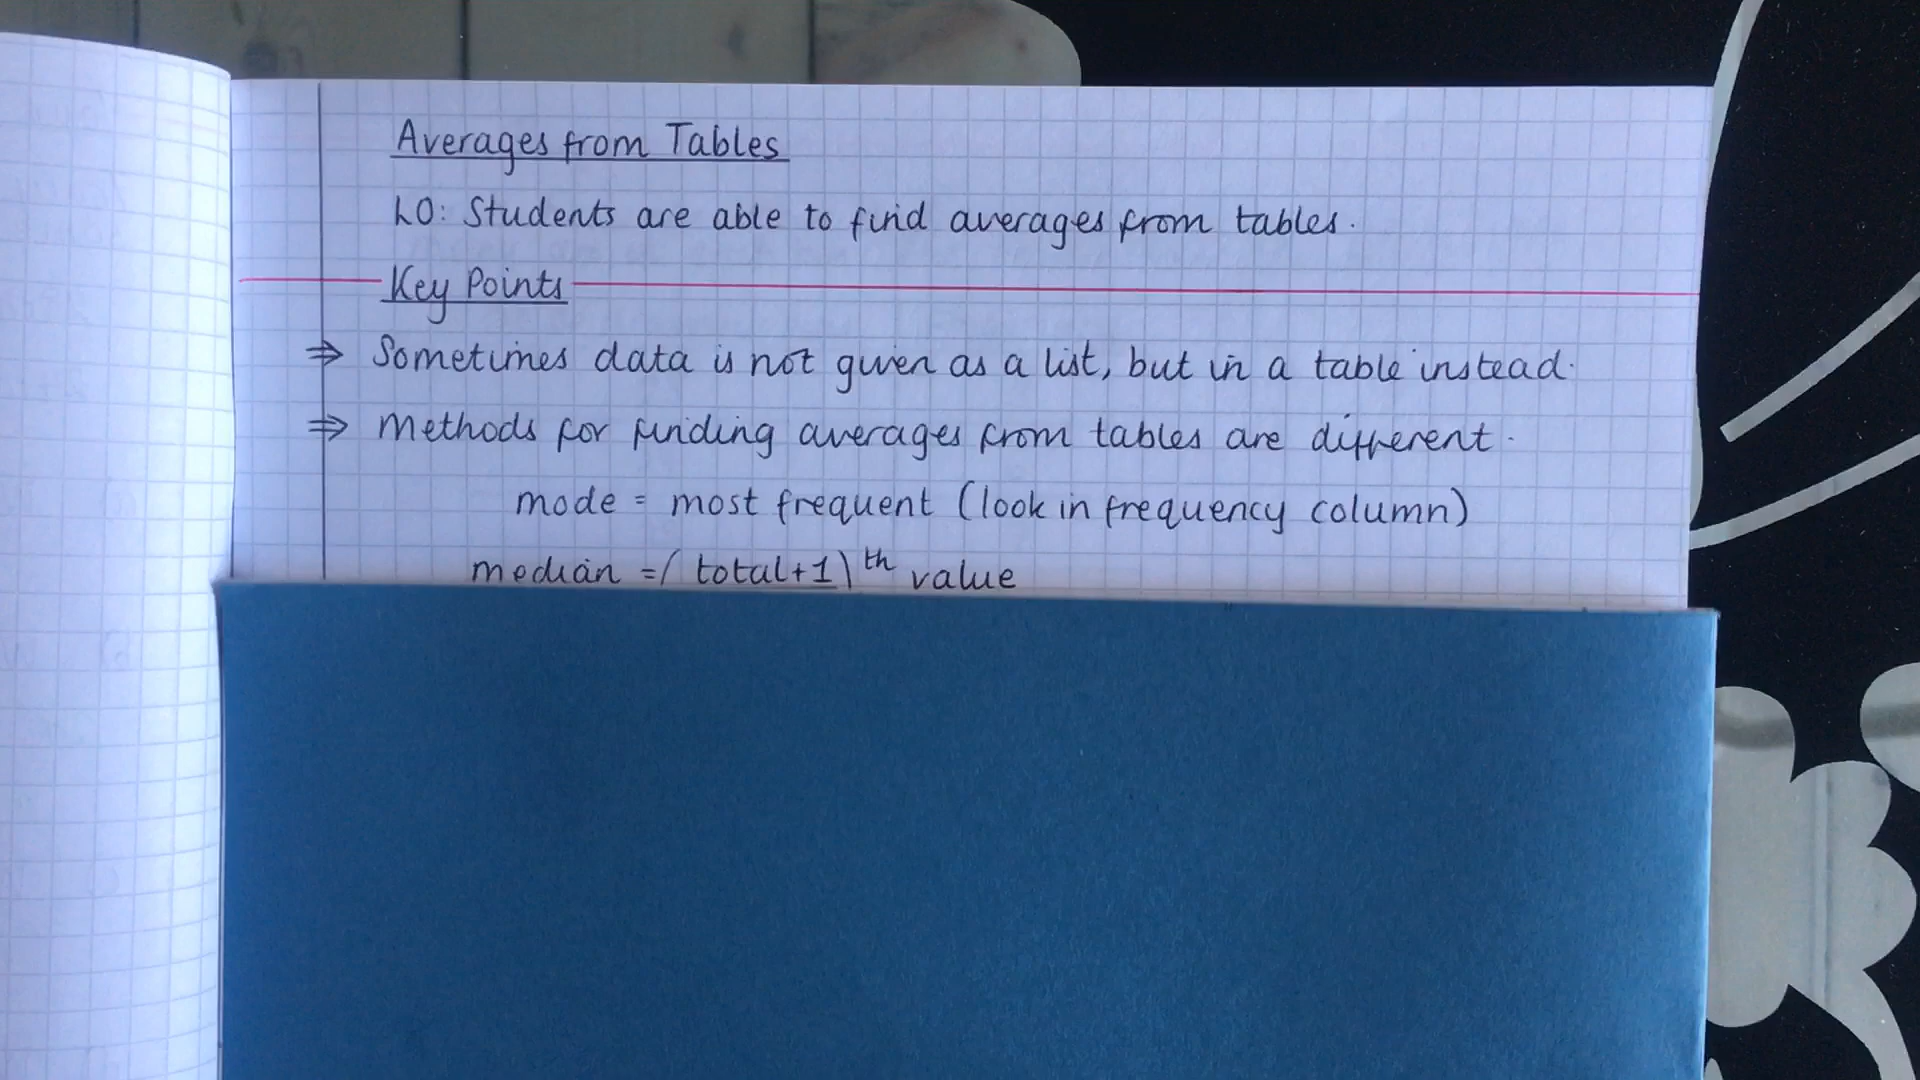 Averages from Tables
LO: Students are able to find averages from tables.
Key Points
⇒ Sometimes data is not given as a list, but in a table instead.
⇒ Methods for finding averages from tables are different.
mode = most frequent (look in frequency column)
median = ( total+1 )th value